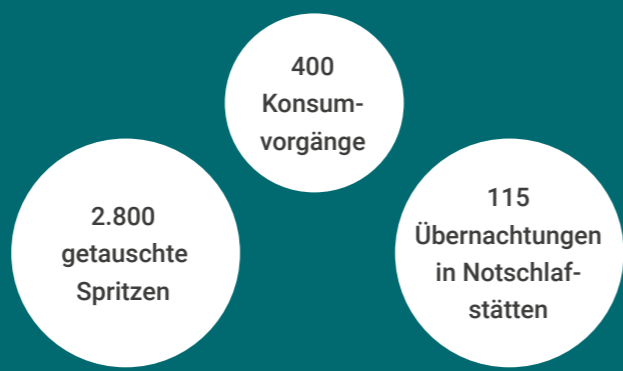 400
Konsum-
vorgänge
2.800
getauschte
Spritzen
115
Übernachtungen
in Notschlaf-
stätten